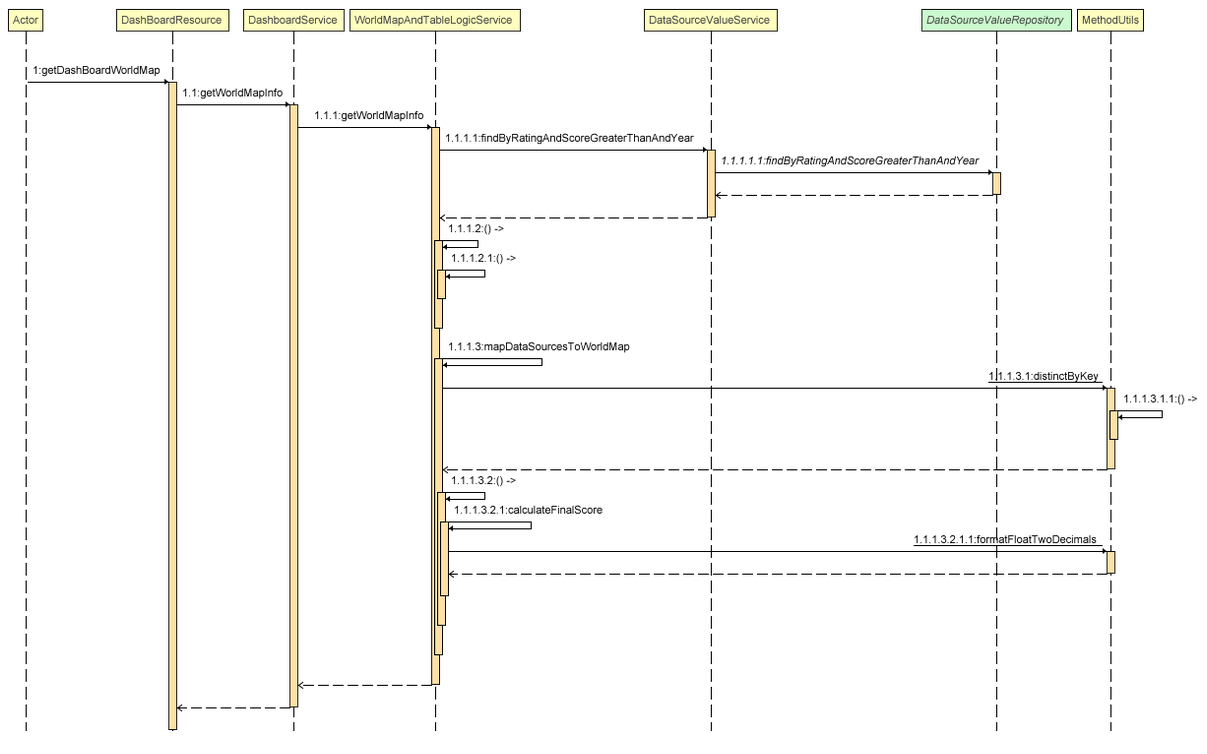 Actor
DashBoardResource
DashboardService
WorldMapAndTableLogicService
DataSourceValueService
DataSourceValueRepository
MethodUtils
1:getDashBoardWorldMap
1.1:getWorldMapInfo
1.1.1:getWorldMapInfo
1.1.1.1:findByRatingAndScoreGreaterThanAndYear
1.1.1.1.1:findByRatingAndScoreGreaterThanAndYear
1.1.1.2:() ->
1.1.1.2.1:() ->
1.1.1.3:mapDataSourcesToWorldMap
1.1.1.3.1:distinctByKey
1.1.1.3.1.1:() ->
1.1.1.3.2:() ->
1.1.1.3.2.1:calculateFinalScore
1.1.1.3.2.1.1:formatFloatTwoDecimals